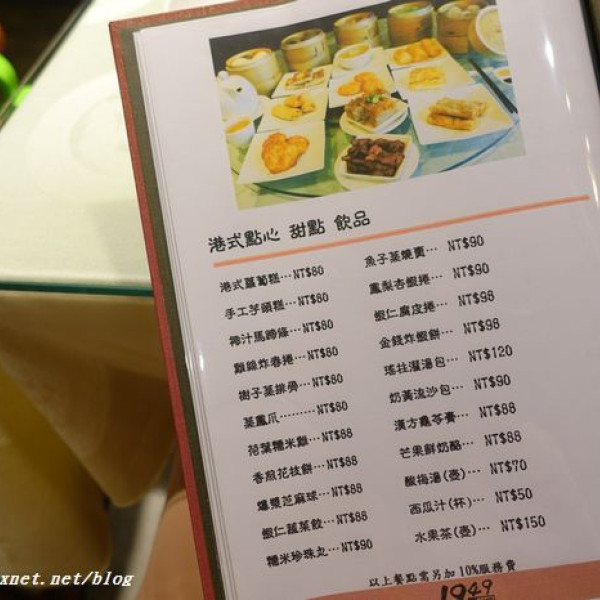 港式點心 甜點 飲品
港式蘿蔔糕…NT$80
手工芋頭糕…NT$80
椰汁馬蹄條…NT$80
雞絲炸春捲…NT$80
樹子蒸排骨…NT$80
蒸鳳爪………NT$80
荷葉糯米雞…NT$88
香煎花枝餅…NT$88
爆漿芝麻球…NT$88
蝦仁蔬菜餃…NT$88
糯米珍珠丸…NT$90
魚子蒸燒賣… NT$90
鳳梨杏蝦捲… NT$90
蝦仁腐皮捲… NT$98
金錢炸蝦餅… NT$98
瑤柱灌湯包… NT$120
奶黃流沙包… NT$90
漢方龜苓膏… NT$88
芒果鮮奶酪… NT$88
酸梅湯(壺)… NT$70
西瓜汁(杯)… NT$50
水果茶(壺)… NT$150
以上餐點需另加10%服務費
1949
xnet.net/blog